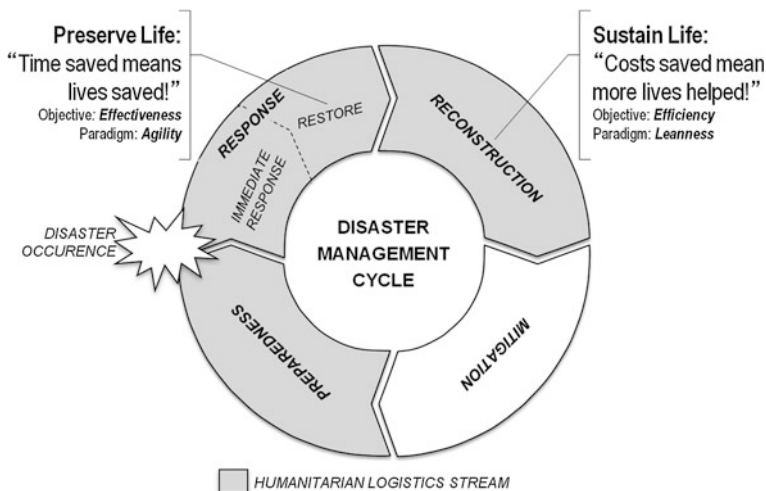 Preserve Life:
“Time saved means
lives saved!”
Objective: Effectiveness
Paradigm: Agility
Sustain Life:
“Costs saved mean
more lives helped!”
Objective: Efficiency
Paradigm: Leanness
RESPONSE
RESTORE
IMMEDIATE
RESPONSE
RECONSTRUCTION
DISASTER
OCCURENCE
DISASTER
MANAGEMENT
CYCLE
PREPAREDNESS
MITIGATION
HUMANITARIAN LOGISTICS STREAM